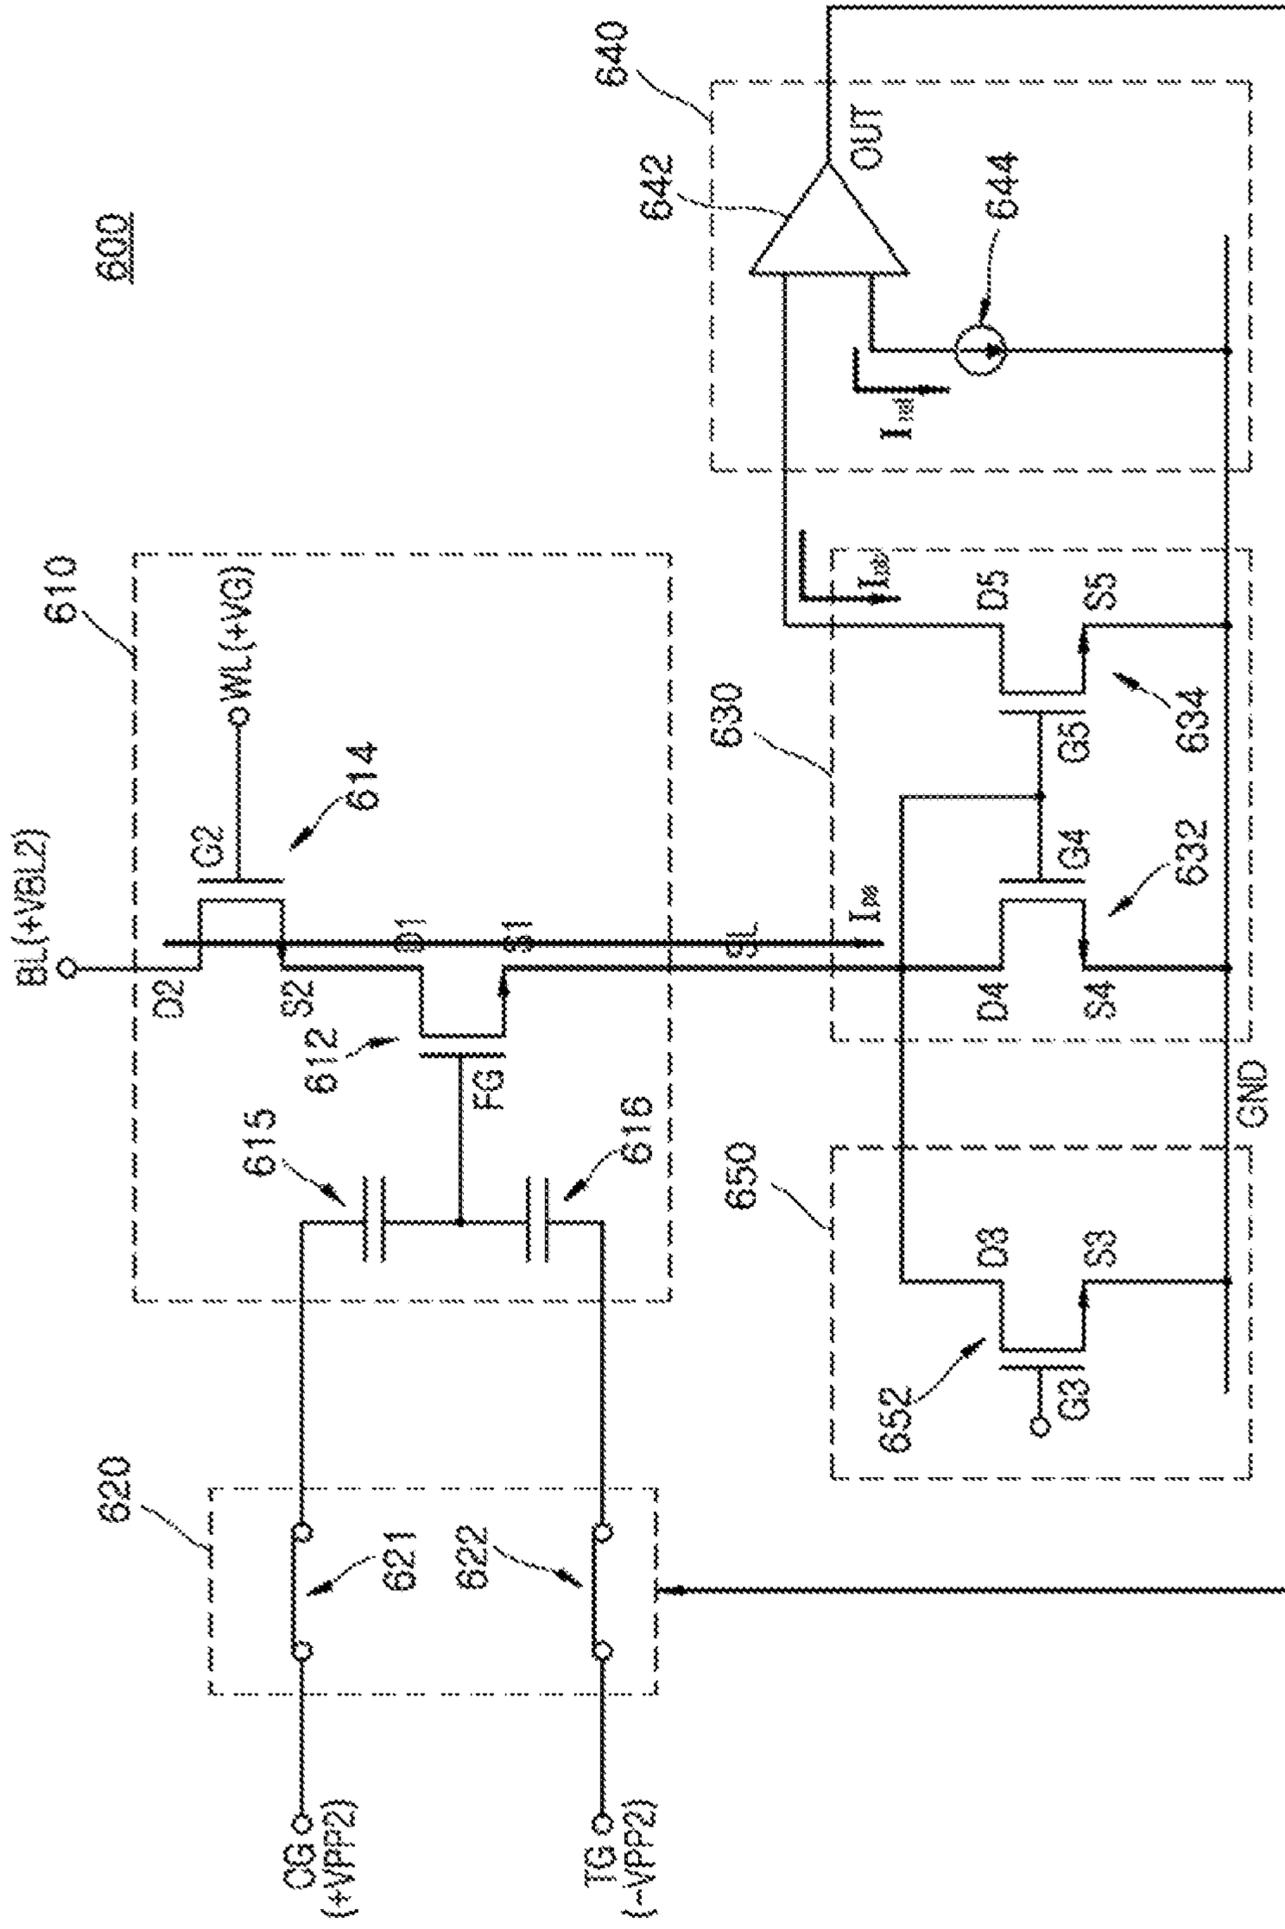 BL(+VBL2)
610
600
620
D2
G2
WL(+VG)
615
S2
CG
(+VPP2)
612
614
621
D1
622
FG
S1
TG
(-VPP2)
616
640
642
650
SL
630
OUT
652
D3
D4
D5
644
G3
G4
G5
S3
S4
S5
632
634
GND